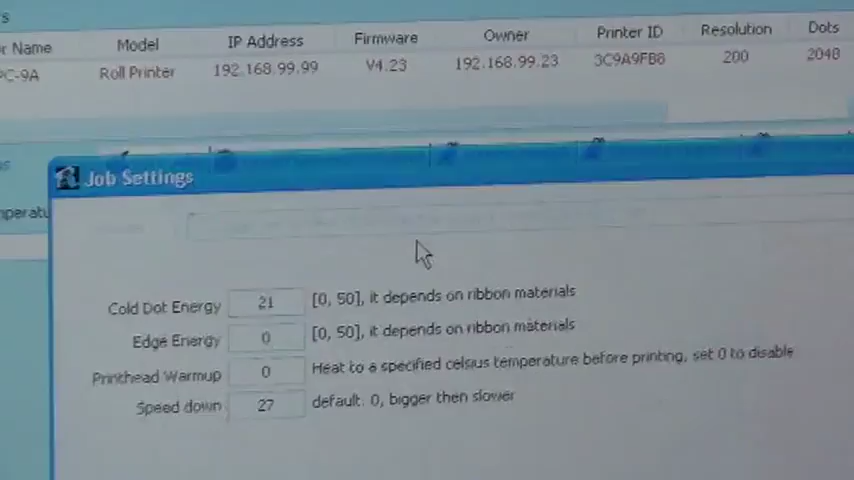 r Name Model IP Address Firmware Owner Printer ID Resolution Dots
PC-9A Roll Printer 192.168.99.99 V4.23 192.168.99.23 3C9A9FB8 200 2048
Job Settings
mperatu
Cold Dot Energy 21 [0, 50], it depends on ribbon materials
Edge Energy 0 [0, 50], it depends on ribbon materials
Printhead Warmup 0 Heat to a specified celsius temperature before printing, set 0 to disable
Speed down 27 default. 0, bigger then slower